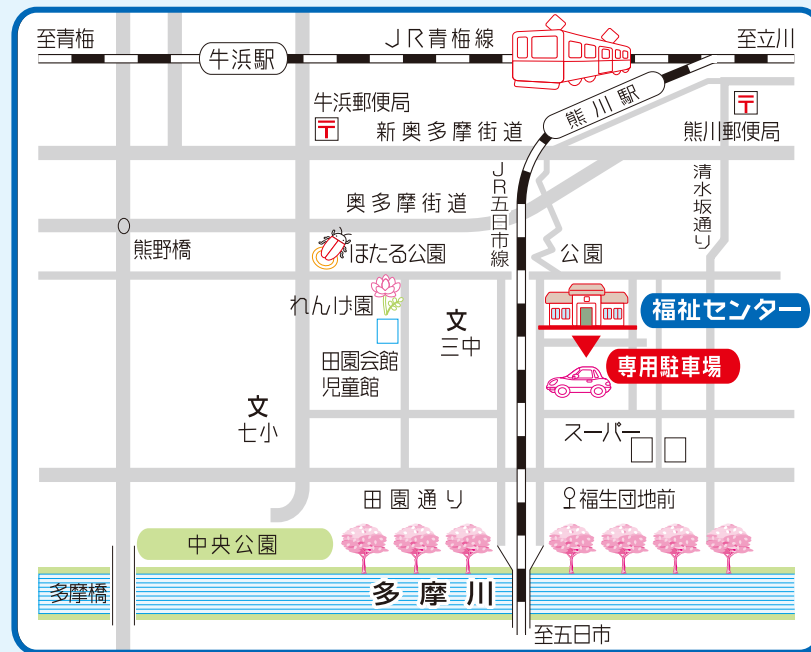 至青梅
牛浜駅
JR青梅線
至立川
牛浜郵便局
〒
新奥多摩街道
熊川駅
〒
熊川郵便局
奥多摩街道
JR五日市線
清水坂通り
熊野橋
ほたる公園
公園
れんげ園
福祉センター
文
三中
田園会館
児童館
専用駐車場
文
七小
スーパー
田園通り
福生団地前
中央公園
多摩橋
多摩川
至五日市